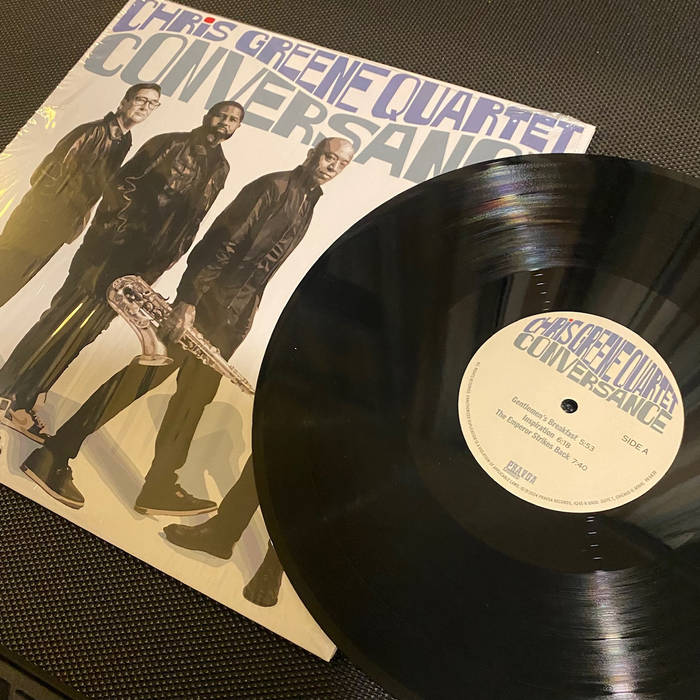 CHRiS GREENE QUARTET
CONVERSANC
CHRiS GREENE QUARTET
CONVERSANCE
Gentlemen's Breakfast 5:53
Inspiration 6:18
The Emperor Strikes Back 7:40
SIDE A
PRAVDA